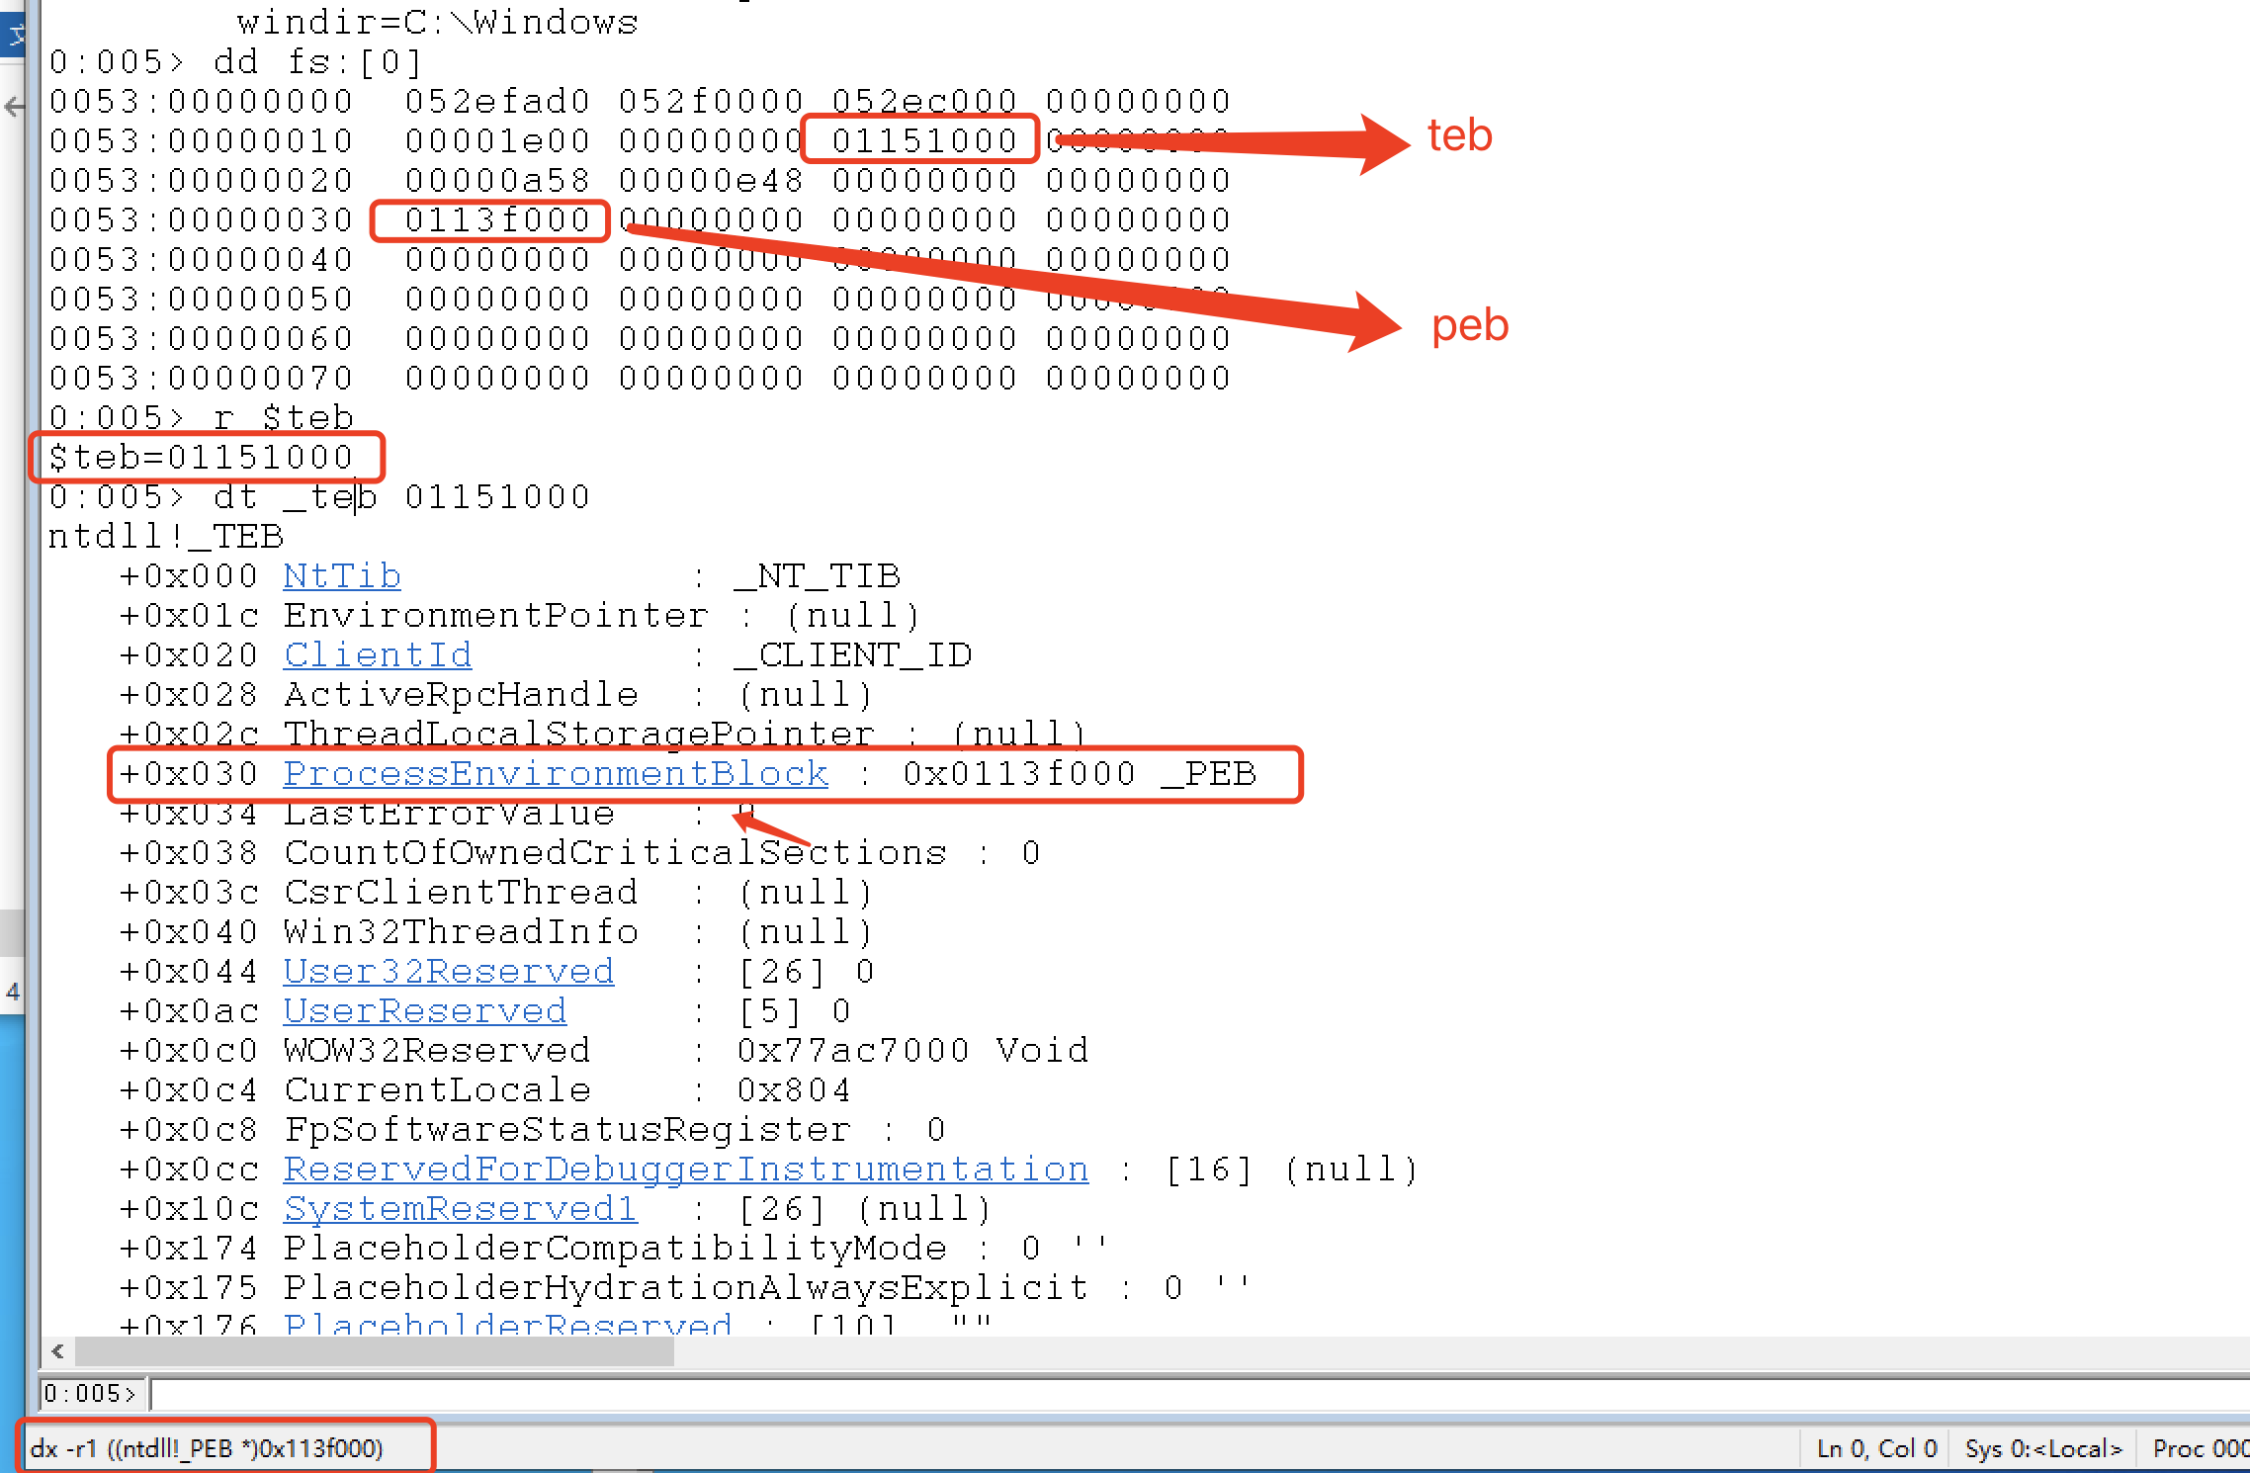 windir=C:\Windows
0:005> dd fs:[0]
0053:00000000  052efad0 052f0000 052ec000 00000000
0053:00000010  00001e00 00000000 01151000 00000000
teb
0053:00000020  00000a58 00000e48 00000000 00000000
0053:00000030  0113f000 00000000 00000000 00000000
0053:00000040  00000000 00000000 00000000 00000000
0053:00000050  00000000 00000000 00000000 00000000
peb
0053:00000060  00000000 00000000 00000000 00000000
0053:00000070  00000000 00000000 00000000 00000000
0:005> r $teb
$teb=01151000
0:005> dt _teb 01151000
ntdll!_TEB
+0x000 NtTib : _NT_TIB
+0x01c EnvironmentPointer : (null)
+0x020 ClientId : _CLIENT_ID
+0x028 ActiveRpcHandle : (null)
+0x02c ThreadLocalStoragePointer : (null)
+0x030 ProcessEnvironmentBlock : 0x0113f000 _PEB
+0x034 LastErrorValue : 0
+0x038 CountOfOwnedCriticalSections : 0
+0x03c CsrClientThread : (null)
+0x040 Win32ThreadInfo : (null)
+0x044 User32Reserved : [26] 0
+0x0ac UserReserved : [5] 0
+0x0c0 WOW32Reserved : 0x77ac7000 Void
+0x0c4 CurrentLocale : 0x804
+0x0c8 FpSoftwareStatusRegister : 0
+0x0cc ReservedForDebuggerInstrumentation : [16] (null)
+0x10c SystemReserved1 : [26] (null)
+0x174 PlaceholderCompatibilityMode : 0 ''
+0x175 PlaceholderHydrationAlwaysExplicit : 0 ''
+0x176 PlaceholderReserved : [10] ""
4
0:005>
dx -r1 ((ntdll!_PEB *)0x113f000)
Ln 0, Col 0
Sys 0:<Local>
Proc 000